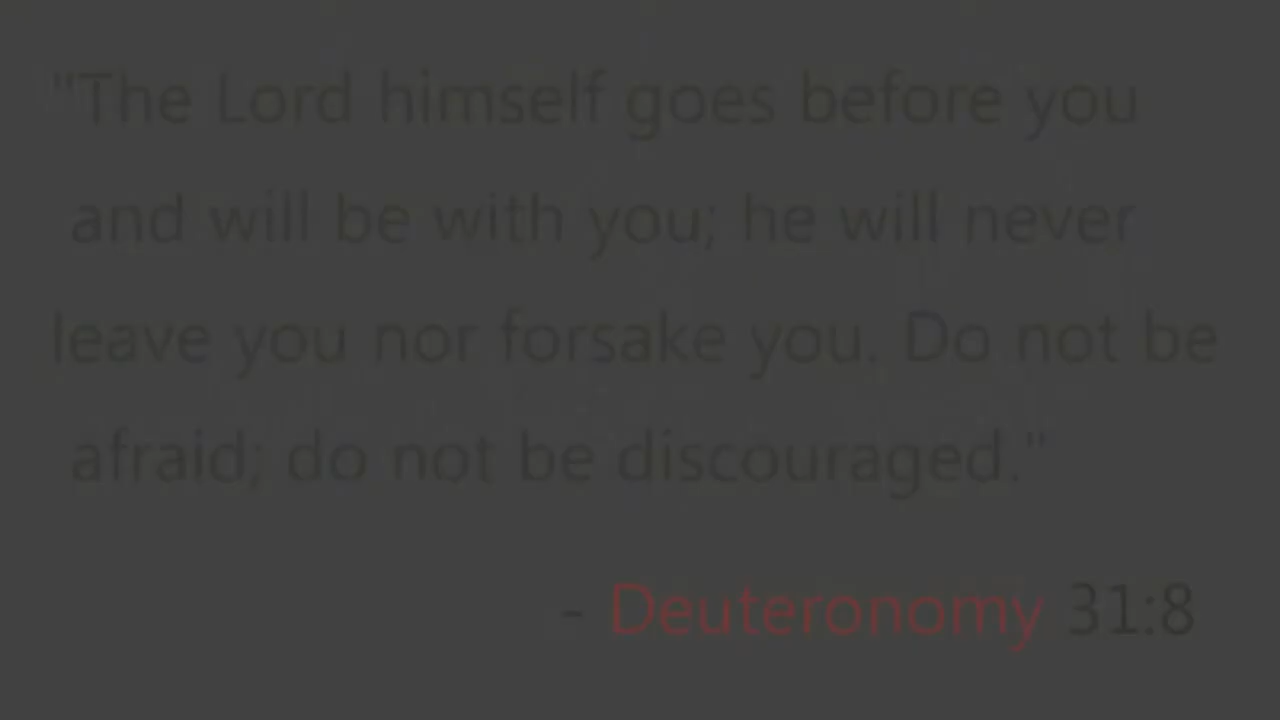 "The Lord himself goes before you
and will be with you; he will never
leave you nor forsake you. Do not be
afraid; do not be discouraged."
- Deuteronomy 31:8